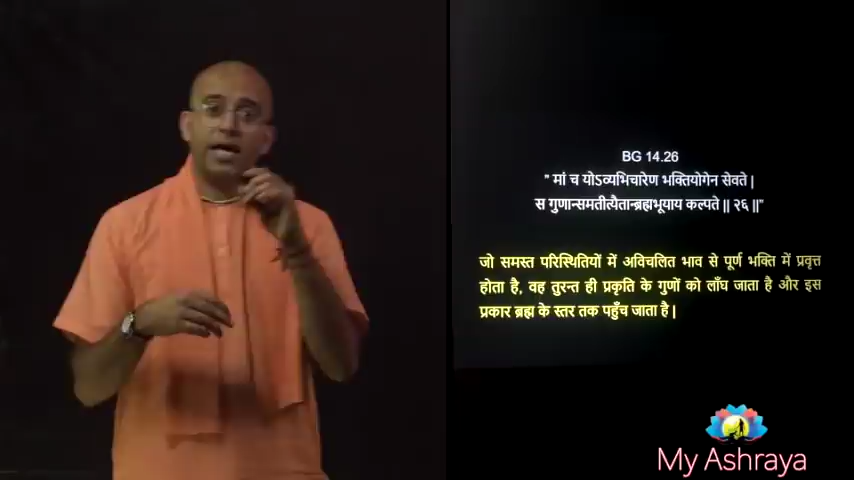 BG 14.26
" मां च योऽव्यभिचारेण भक्तियोगेन सेवते |
स गुणान्समतीत्यैतान्ब्रह्मभूयाय कल्पते || २६ ||"
जो समस्त परिस्थितियों में अविचलित भाव से पूर्ण भक्ति में प्रवृत्त
होता है, वह तुरन्त ही प्रकृति के गुणों को लाँघ जाता है और इस
प्रकार ब्रह्म के स्तर तक पहुँच जाता है |
My Ashraya